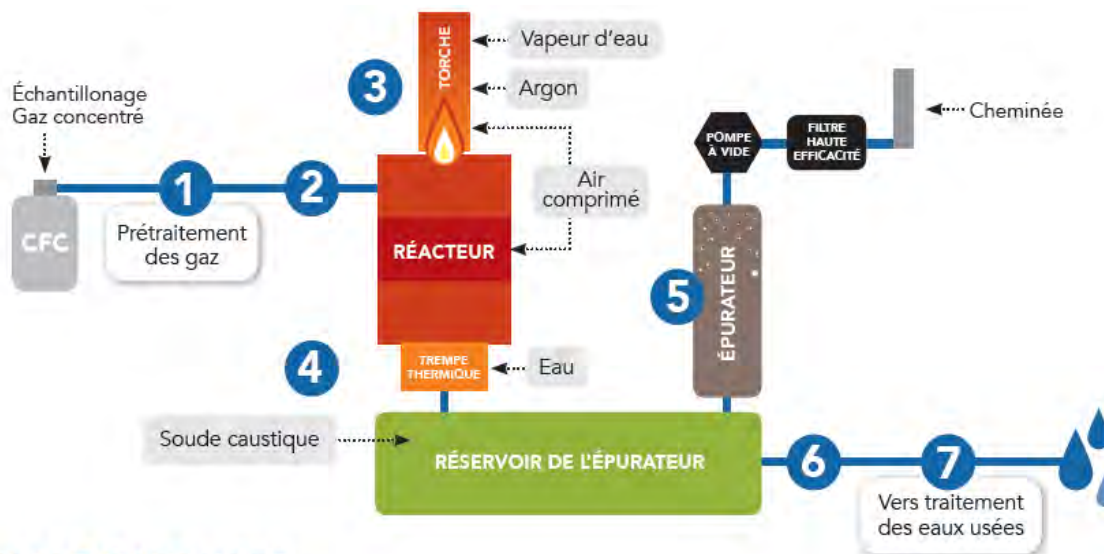 Échantillonage
Gaz concentré
CFC
1
Prétraitement
des gaz
2
3
TORCHE
Vapeur d'eau
Argon
Air
comprimé
RÉACTEUR
4
TREMPE
THERMIQUE
Eau
Soude caustique
RÉSERVOIR DE L'ÉPURATEUR
5
ÉPURATEUR
POMPE
À VIDE
FILTRE
HAUTE
EFFICACITÉ
Cheminée
6
7
Vers traitement
des eaux usées